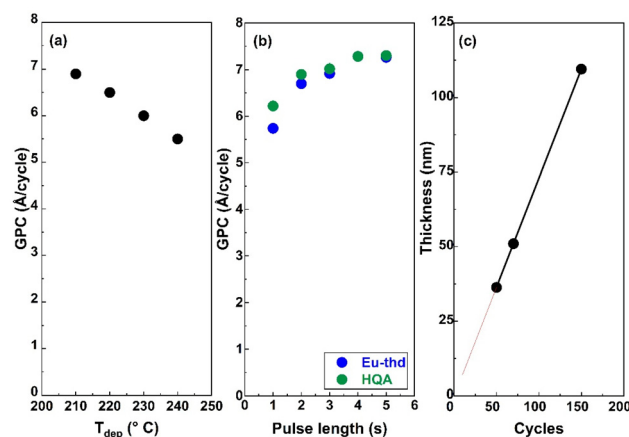 (a)
GPC (Å/cycle)
8
7
6
5
4
3
2
1
0
200 210 220 230 240 250
T_dep (° C)
(b)
GPC (Å/cycle)
8
7
6
5
4
3
2
1
0
0 1 2 3 4 5 6
Pulse length (s)
Eu-thd
HQA
(c)
Thickness (nm)
125
100
75
50
25
0
0 50 100 150 200
Cycles